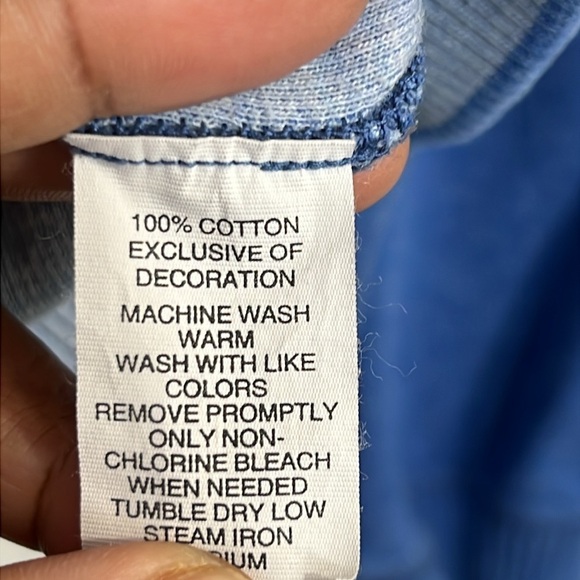 100% COTTON
EXCLUSIVE OF
DECORATION
MACHINE WASH
WARM
WASH WITH LIKE
COLORS
REMOVE PROMPTLY
ONLY NON-
CHLORINE BLEACH
WHEN NEEDED
TUMBLE DRY LOW
STEAM IRON